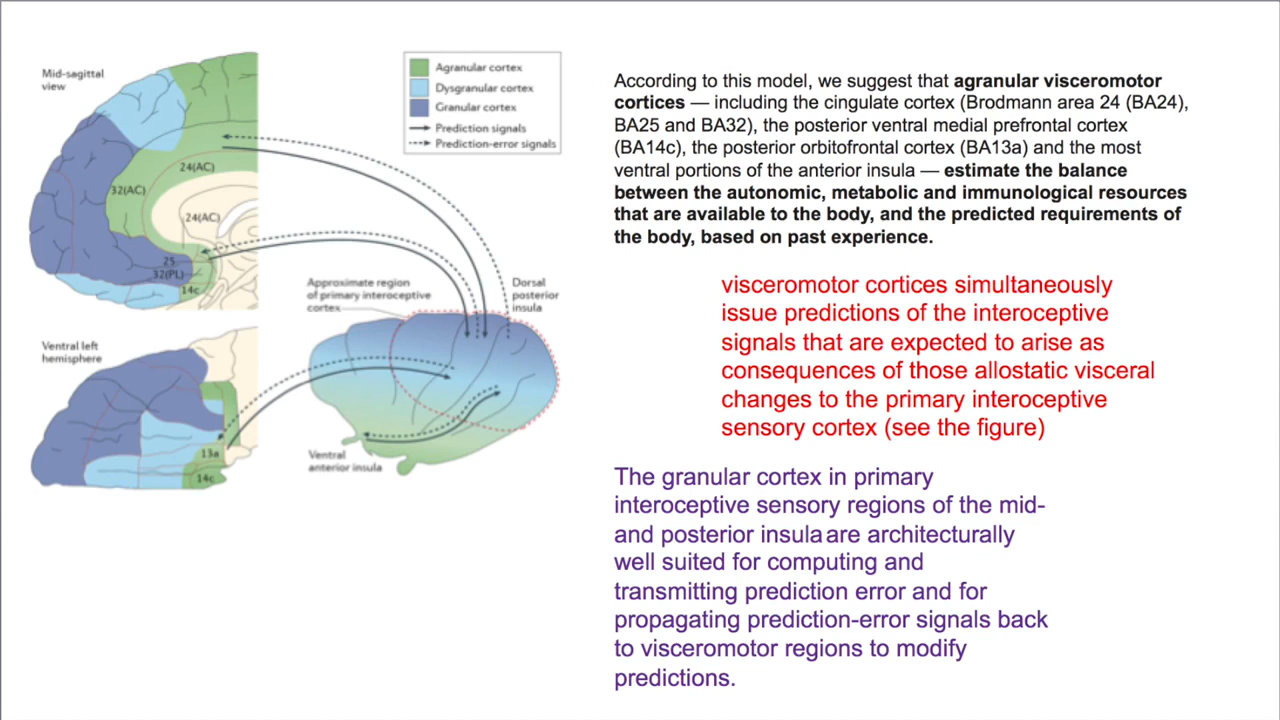 Mid-sagittal
view
Agranular cortex
Dysgranular cortex
Granular cortex
Prediction signals
Prediction-error signals
24(AC)
32(AC)
24(AC)
25
32(PL)
14c
Approximate region
of primary interoceptive
cortex
Dorsal
posterior
insula
Ventral left
hemisphere
13a
14c
Ventral
anterior insula
According to this model, we suggest that agranular visceromotor
cortices — including the cingulate cortex (Brodmann area 24 (BA24),
BA25 and BA32), the posterior ventral medial prefrontal cortex
(BA14c), the posterior orbitofrontal cortex (BA13a) and the most
ventral portions of the anterior insula — estimate the balance
between the autonomic, metabolic and immunological resources
that are available to the body, and the predicted requirements of
the body, based on past experience.
visceromotor cortices simultaneously
issue predictions of the interoceptive
signals that are expected to arise as
consequences of those allostatic visceral
changes to the primary interoceptive
sensory cortex (see the figure)
The granular cortex in primary
interoceptive sensory regions of the mid-
and posterior insula are architecturally
well suited for computing and
transmitting prediction error and for
propagating prediction-error signals back
to visceromotor regions to modify
predictions.